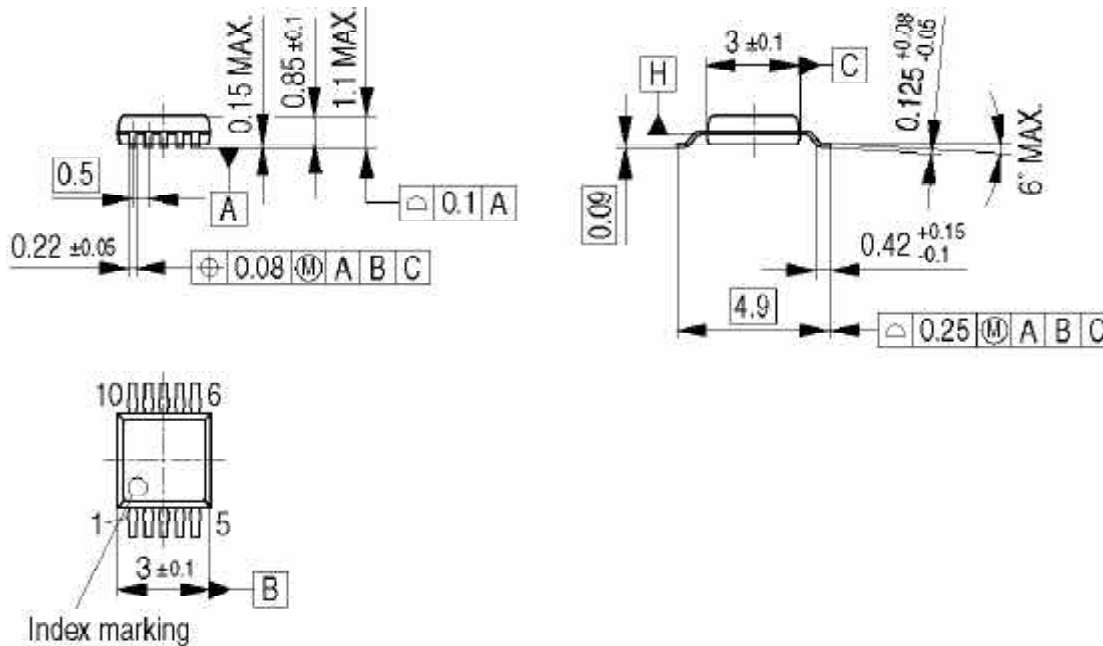 0.15 MAX.
0.85 ±0.1
1.1 MAX.
0.5
A
⌓ 0.1 A
0.22 ±0.05
⌖ 0.08 Ⓜ A B C
H
3 ±0.1
C
0.125 +0.08 -0.05
6° MAX.
0.09
0.42 +0.15 -0.1
4.9
⌓ 0.25 Ⓜ A B C
10
6
1
5
3 ±0.1
B
Index marking